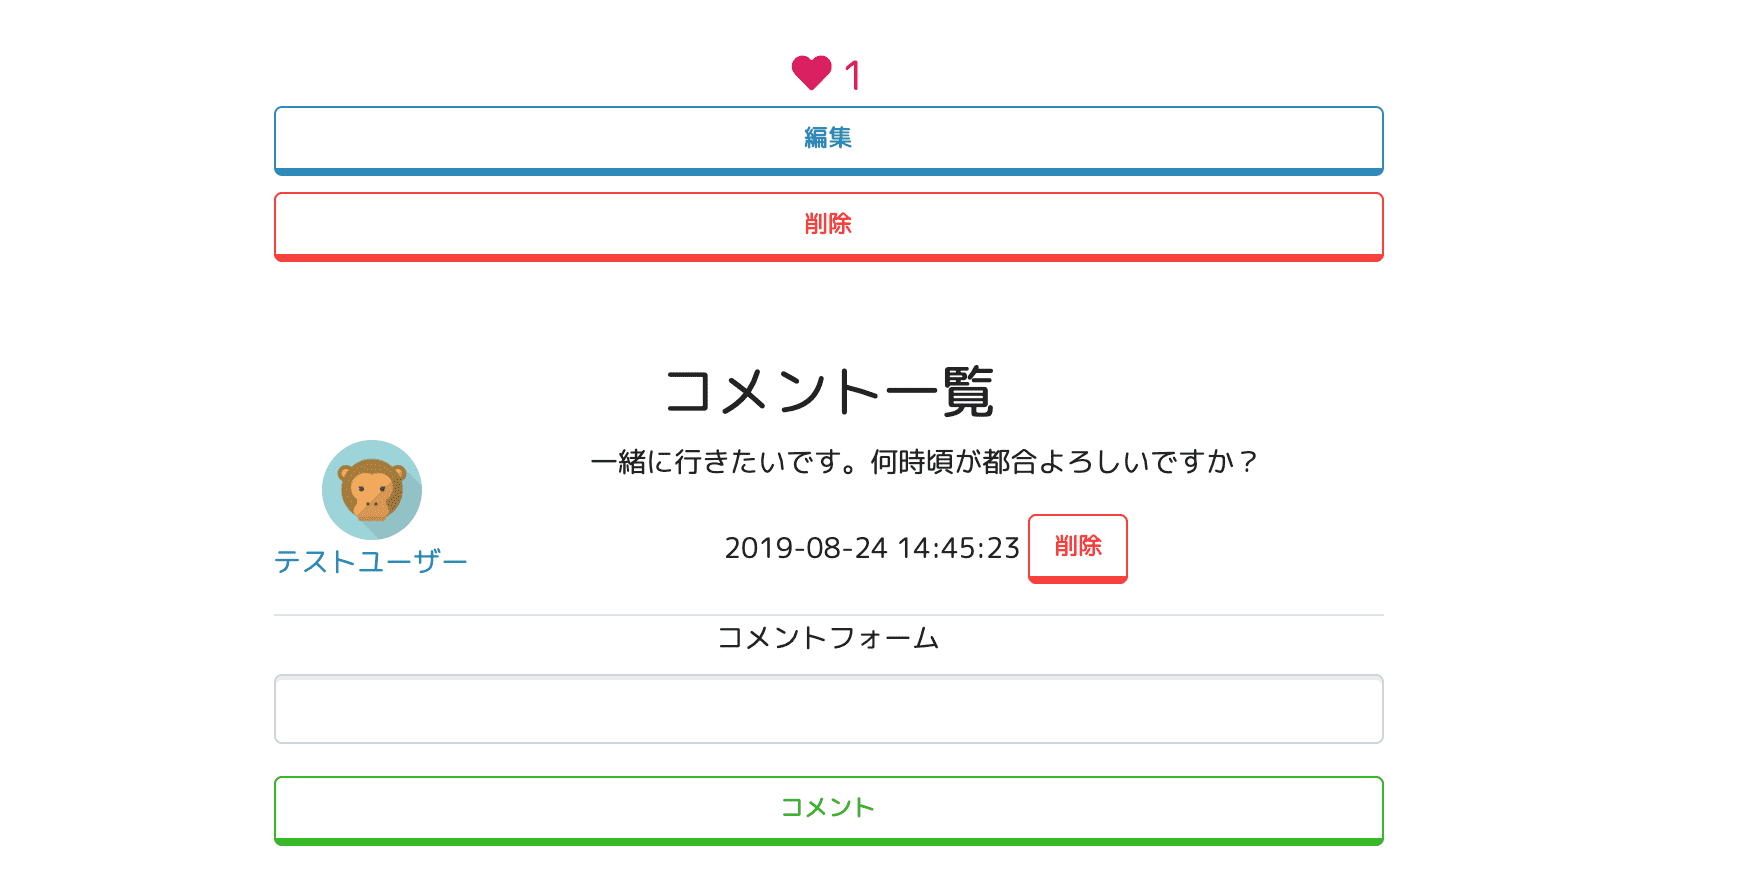 1
編集
削除
コメント一覧
一緒に行きたいです。何時頃が都合よろしいですか？
テストユーザー
2019-08-24 14:45:23 削除
コメントフォーム
コメント